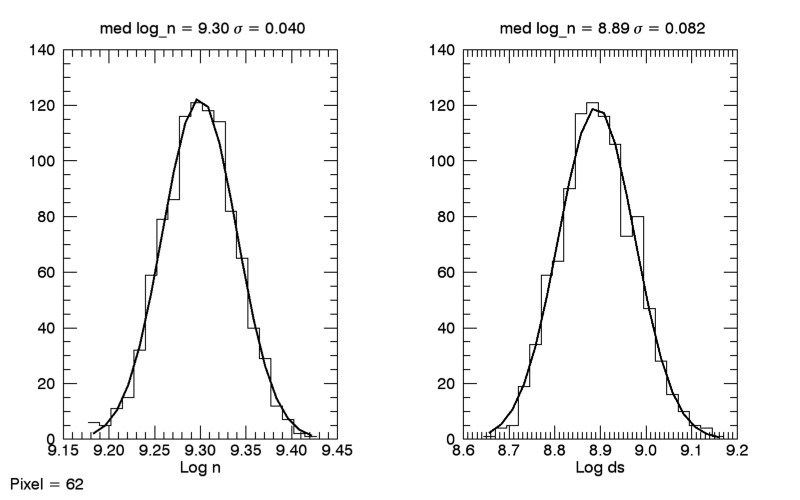 med log_n = 9.30 σ = 0.040
140
120
100
80
60
40
20
0
9.15 9.20 9.25 9.30 9.35 9.40 9.45
Log n
med log_n = 8.89 σ = 0.082
140
120
100
80
60
40
20
0
8.6 8.7 8.8 8.9 9.0 9.1 9.2
Log ds
Pixel = 62